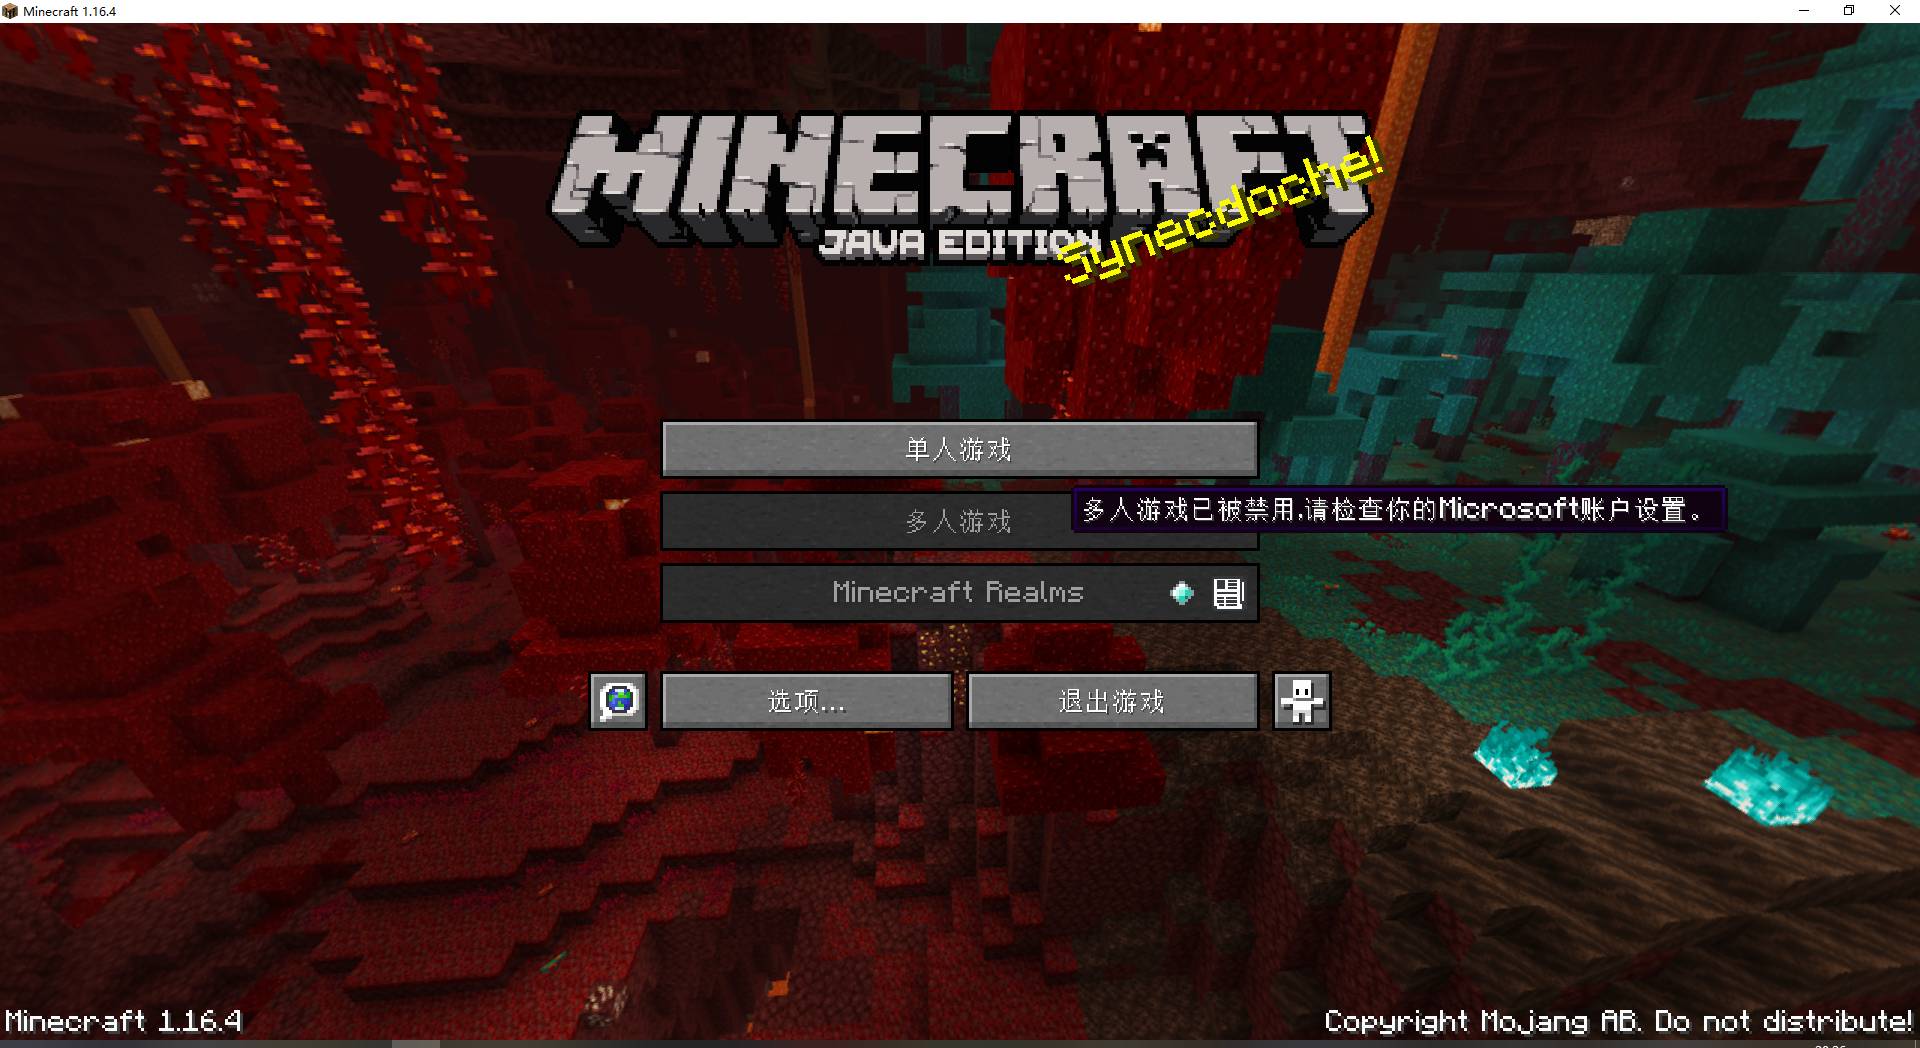 Minecraft 1.16.4
MINECRAFT
JAVA EDITION
Synecdoche!
单人游戏
多人游戏
多人游戏已被禁用,请检查你的Microsoft账户设置。
Minecraft Realms
选项...
退出游戏
Minecraft 1.16.4
Copyright Mojang AB. Do not distribute!